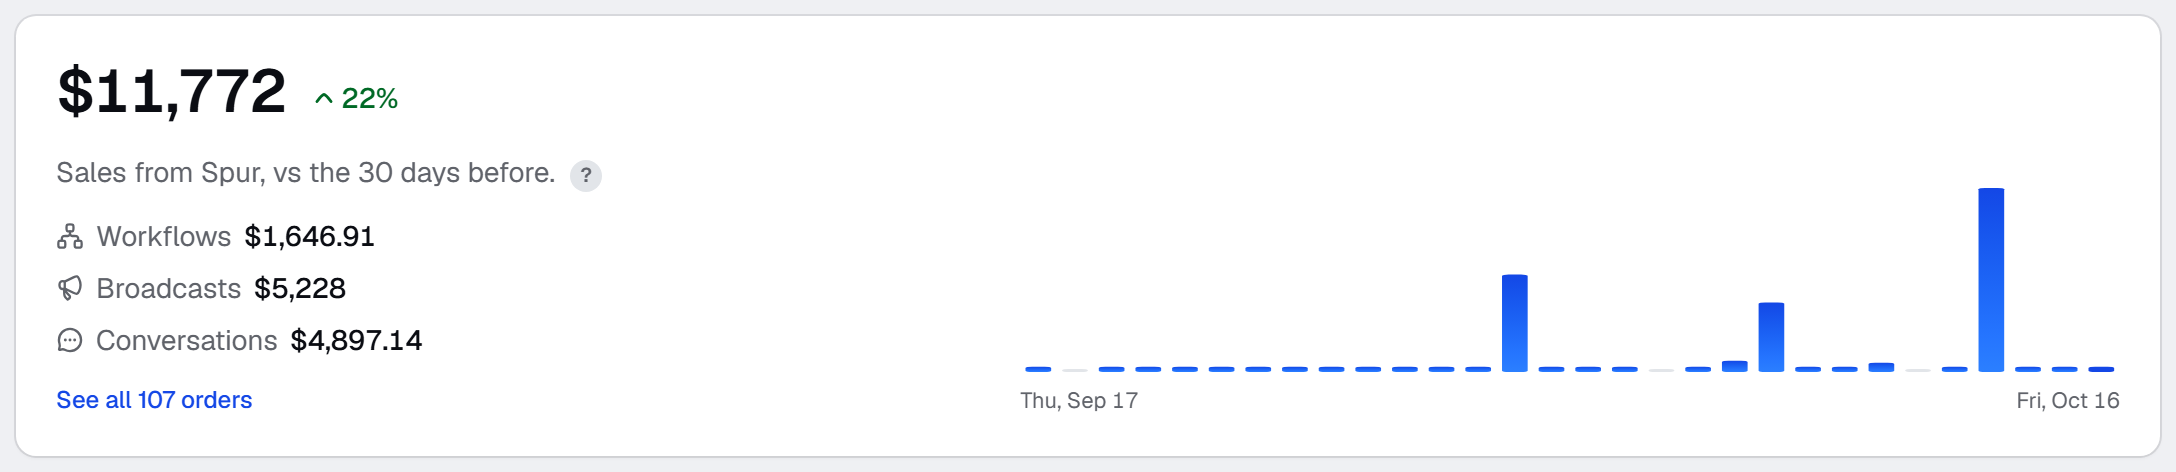 $11,772 22%
Sales from Spur, vs the 30 days before. ?
Workflows $1,646.91
Broadcasts $5,228
Conversations $4,897.14
See all 107 orders
Thu, Sep 17
Fri, Oct 16